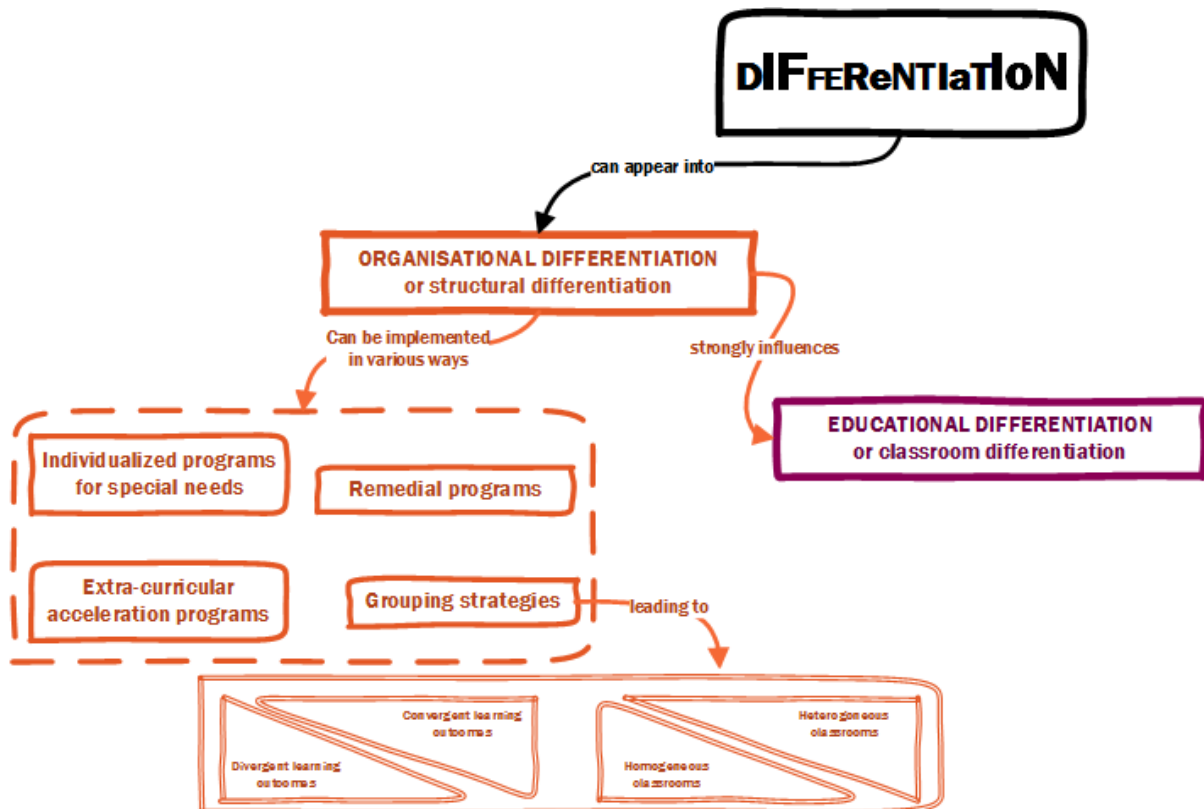 DIFFEReNTIaTIoN
can appear into
ORGANISATIONAL DIFFERENTIATION
or structural differentiation
Can be implemented
in various ways
strongly influences
EDUCATIONAL DIFFERENTIATION
or classroom differentiation
Individualized programs
for special needs
Remedial programs
Extra-curricular
acceleration programs
Grouping strategies
leading to
Convergent learning
outcomes
Divergent learning
outcomes
Heterogoneous
classrooms
Homogoneous
classrooms